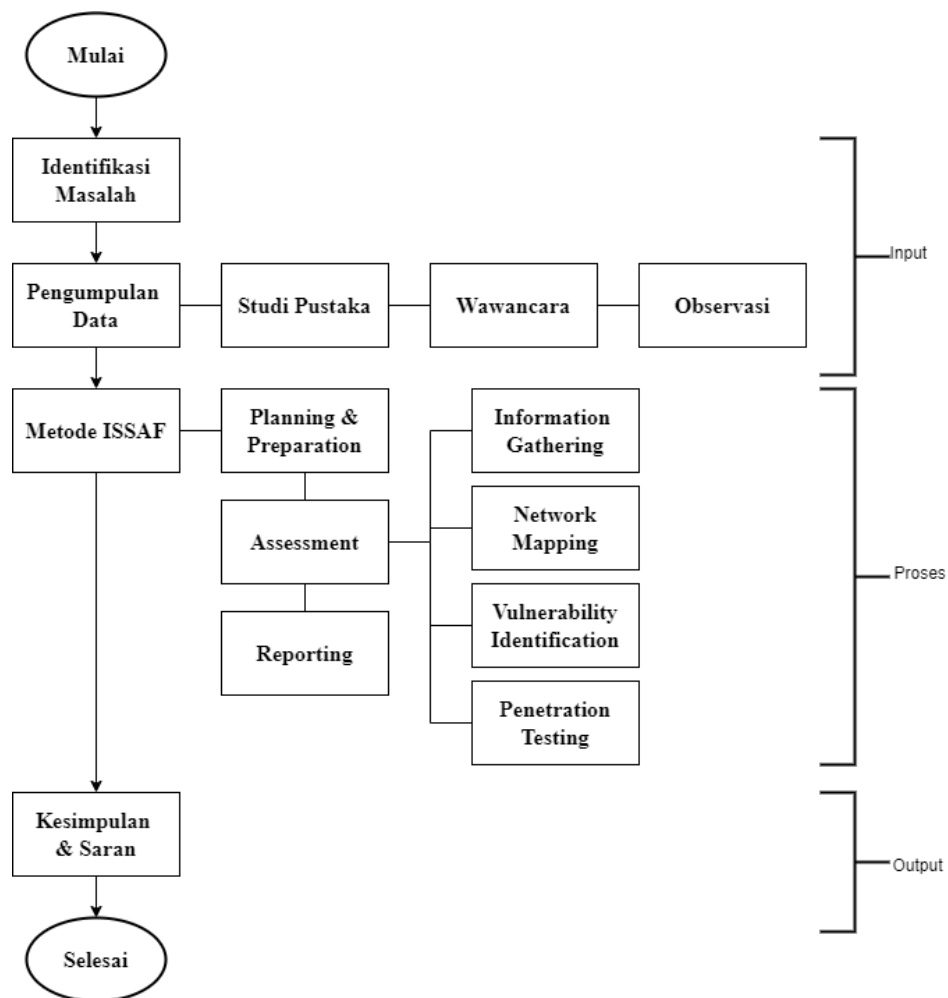 Mulai
Identifikasi
Masalah
Input
Pengumpulan
Data
Studi Pustaka
Wawancara
Observasi
Metode ISSAF
Planning &
Preparation
Information
Gathering
Assessment
Network
Mapping
Proses
Reporting
Vulnerability
Identification
Penetration
Testing
Kesimpulan
& Saran
Output
Selesai